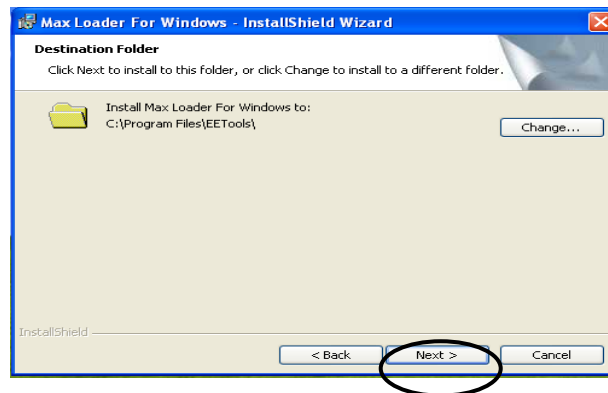 Max Loader For Windows - InstallShield Wizard
Destination Folder
Click Next to install to this folder, or click Change to install to a different folder.
Install Max Loader For Windows to:
C:\Program Files\EETools\
Change...
InstallShield
< Back
Next >
Cancel